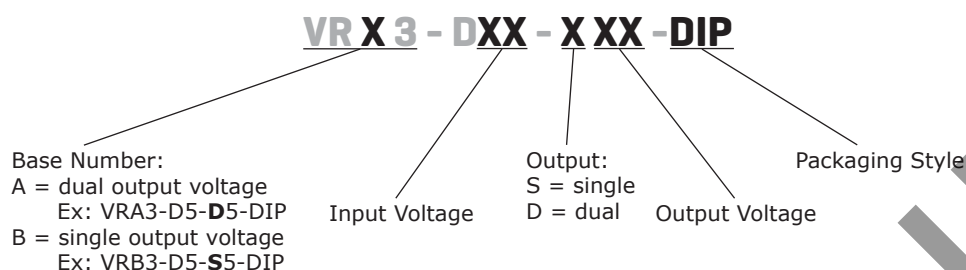 VR X 3 - DXX - X XX -DIP
Base Number:
A = dual output voltage
Ex: VRA3-D5-D5-DIP
B = single output voltage
Ex: VRB3-D5-S5-DIP
Input Voltage
Output:
S = single
D = dual
Output Voltage
Packaging Style